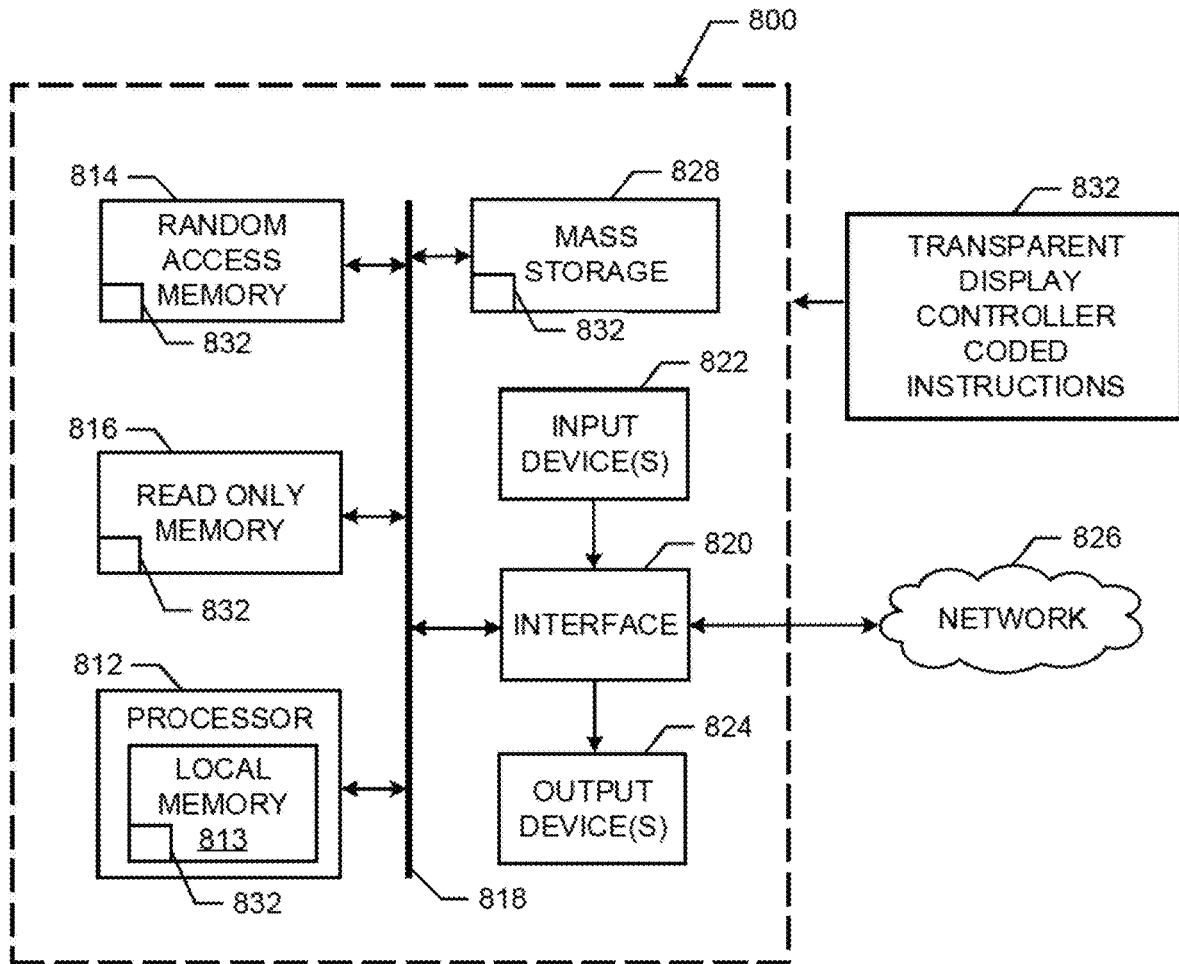 800
814
RANDOM
ACCESS
MEMORY
832
828
MASS
STORAGE
832
832
TRANSPARENT
DISPLAY
CONTROLLER
CODED
INSTRUCTIONS
816
READ ONLY
MEMORY
832
822
INPUT
DEVICE(S)
820
INTERFACE
826
NETWORK
812
PROCESSOR
LOCAL
MEMORY
813
832
818
824
OUTPUT
DEVICE(S)